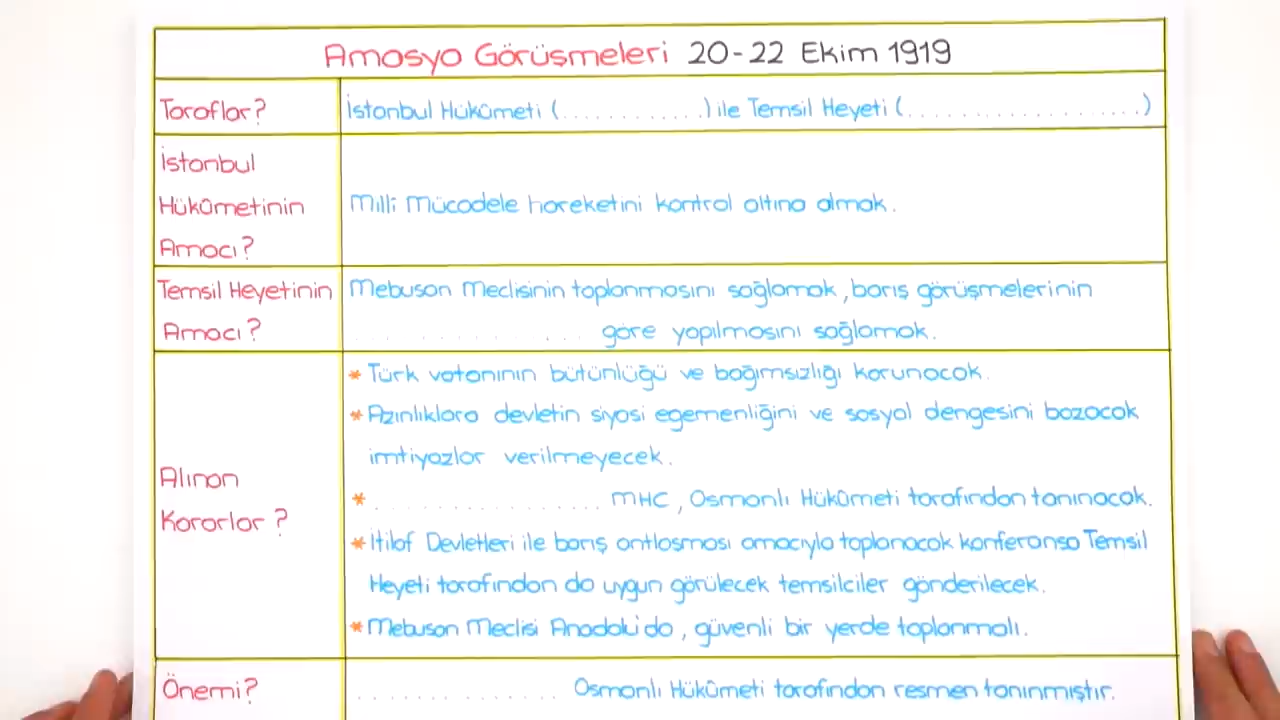 Amasya Görüşmeleri 20-22 Ekim 1919
Taraflar?
İstanbul Hükûmeti (.............) ile Temsil Heyeti (....................)
İstanbul
Hükûmetinin
Amacı?
Milli Mücadele hareketini kontrol altına almak.
Temsil Heyetinin
Amacı?
Mebusan Meclisinin toplanmasını sağlamak, barış görüşmelerinin
.................... göre yapılmasını sağlamak.
Alınan
Kararlar?
* Türk vatanının bütünlüğü ve bağımsızlığı korunacak.
* Azınlıklara devletin siyasi egemenliğini ve sosyal dengesini bozacak
imtiyazlar verilmeyecek.
* .................... MHC, Osmanlı Hükûmeti tarafından tanınacak.
* İtilaf Devletleri ile barış antlaşması amacıyla toplanacak konferansa Temsil
Heyeti tarafından da uygun görülecek temsilciler gönderilecek.
* Mebusan Meclisi Anadolu'da, güvenli bir yerde toplanmalı.
Önemi?
............... Osmanlı Hükûmeti tarafından resmen tanınmıştır.